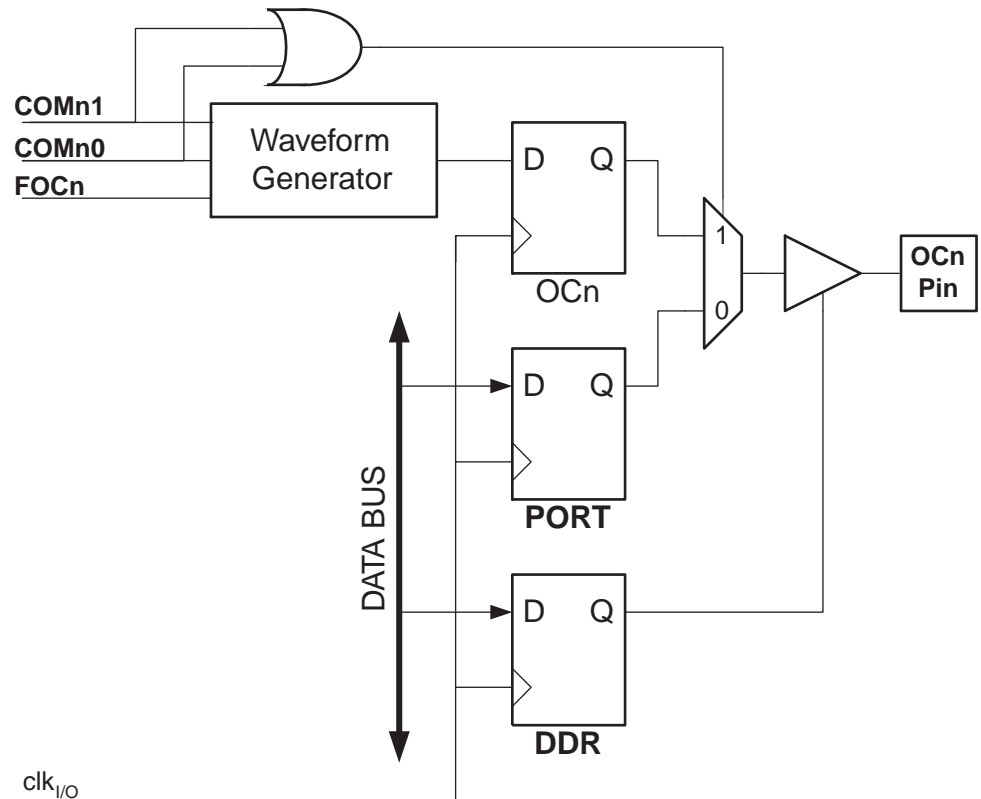 COMn1
COMn0
FOCn
Waveform
Generator
D Q
OCn
1
0
OCn
Pin
D Q
PORT
DATA BUS
D Q
DDR
clkI/O